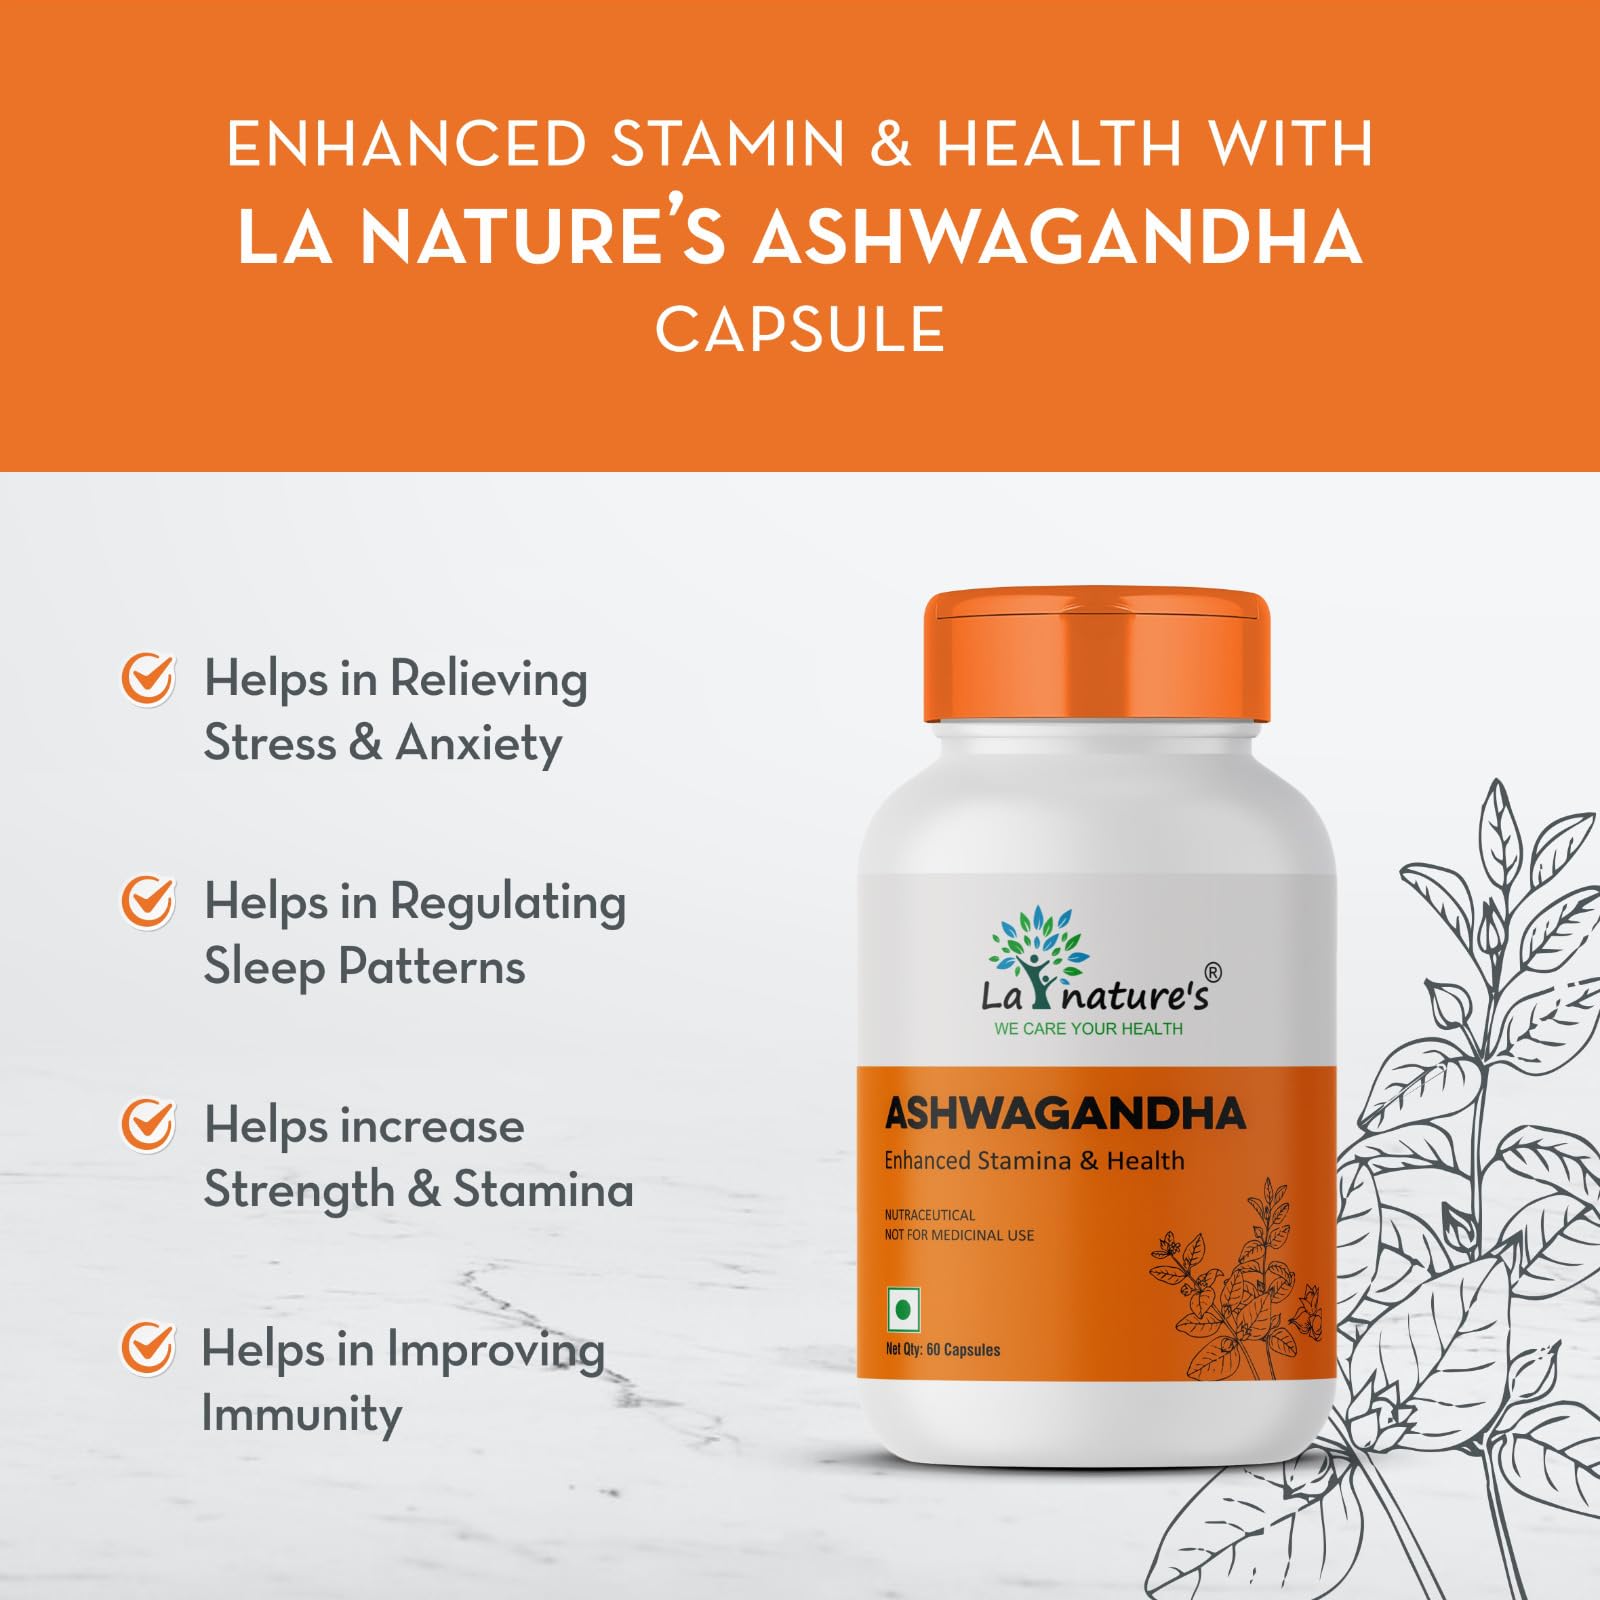 ENHANCED STAMIN & HEALTH WITH
LA NATURE'S ASHWAGANDHA
CAPSULE
Helps in Relieving
Stress & Anxiety
Helps in Regulating
Sleep Patterns
Helps increase
Strength & Stamina
Helps in Improving
Immunity
La nature's®
WE CARE YOUR HEALTH
ASHWAGANDHA
Enhanced Stamina & Health
NUTRACEUTICAL
NOT FOR MEDICINAL USE
Net Qty: 60 Capsules